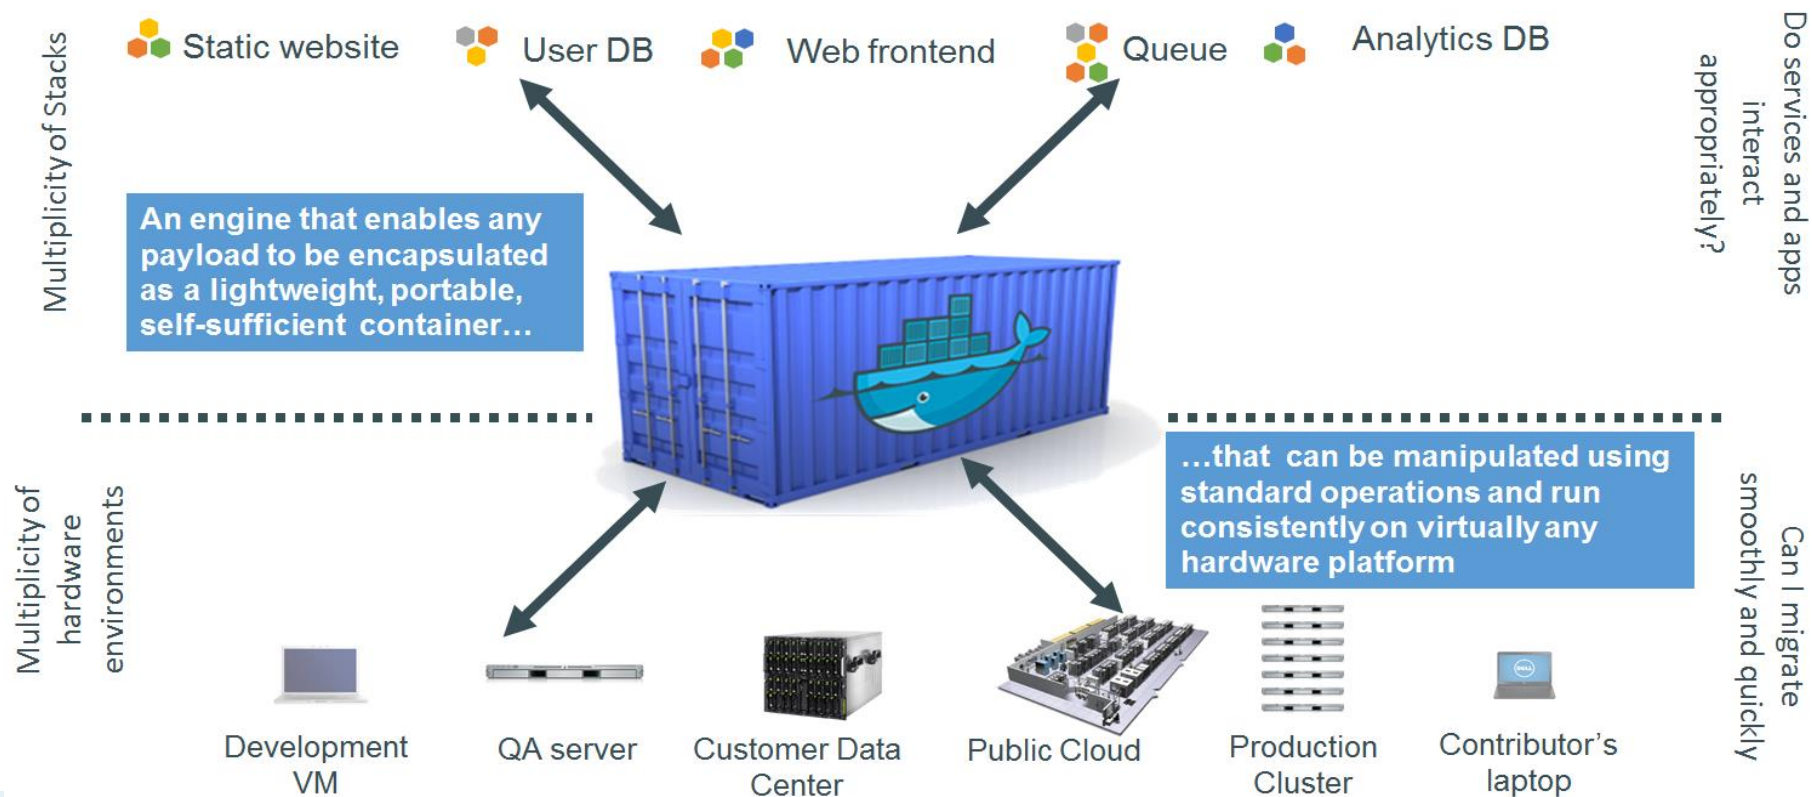 Static website
User DB
Web frontend
Queue
Analytics DB
Multiplicity of Stacks
Do services and apps
interact
appropriately?
An engine that enables any
payload to be encapsulated
as a lightweight, portable,
self-sufficient container…
…that can be manipulated using
standard operations and run
consistently on virtually any
hardware platform
Multiplicity of
hardware
environments
Can I migrate
smoothly and quickly
DELL
Development
VM
QA server
Customer Data
Center
Public Cloud
Production
Cluster
Contributor’s
laptop